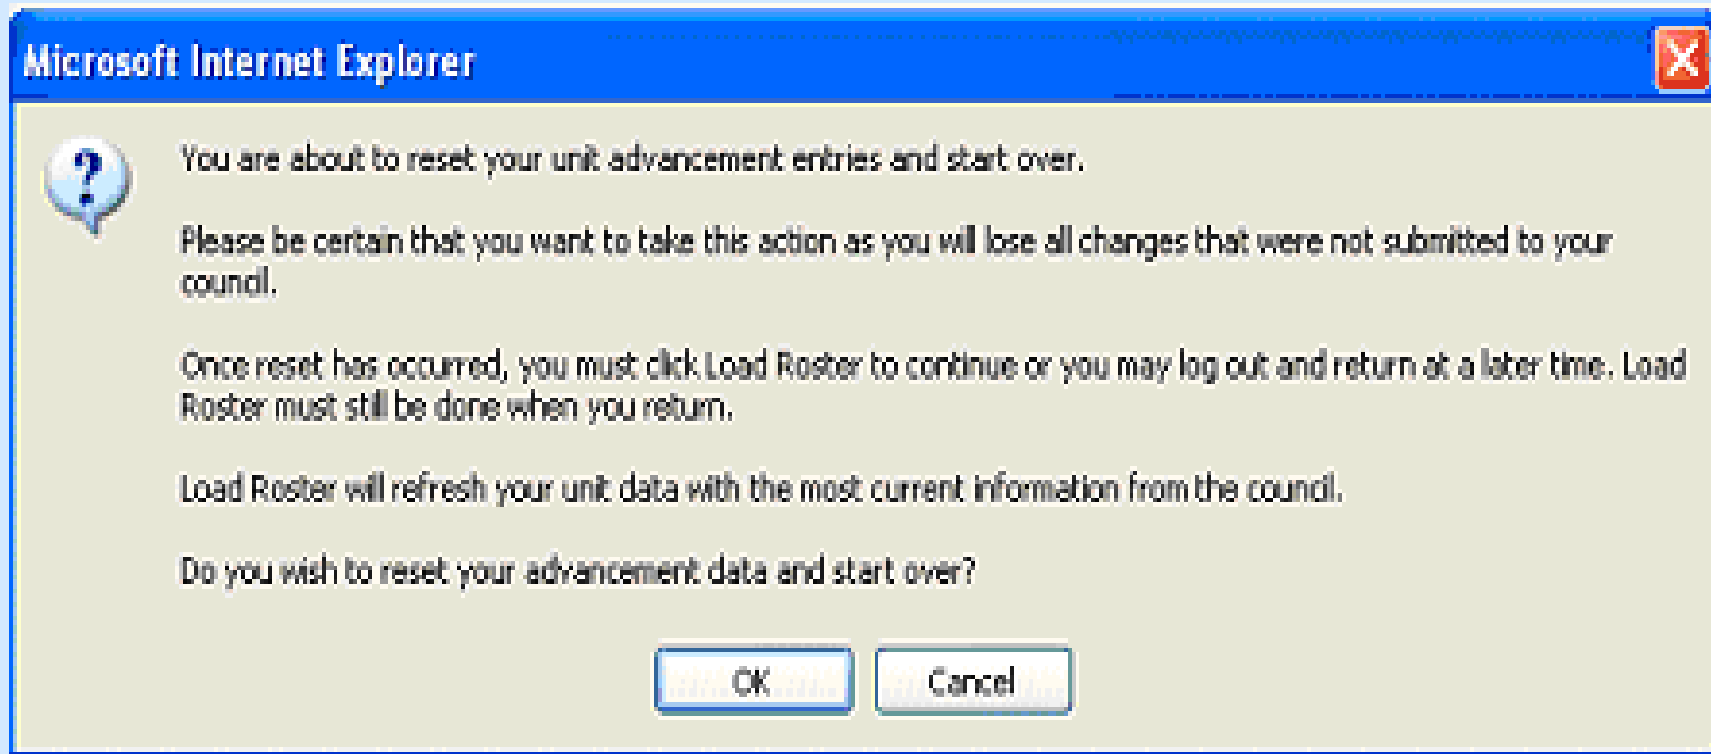 Microsoft Internet Explorer
You are about to reset your unit advancement entries and start over.
Please be certain that you want to take this action as you will lose all changes that were not submitted to your
council.
Once reset has occurred, you must click Load Roster to continue or you may log out and return at a later time. Load
Roster must still be done when you return.
Load Roster will refresh your unit data with the most current information from the council.
Do you wish to reset your advancement data and start over?
OK
Cancel